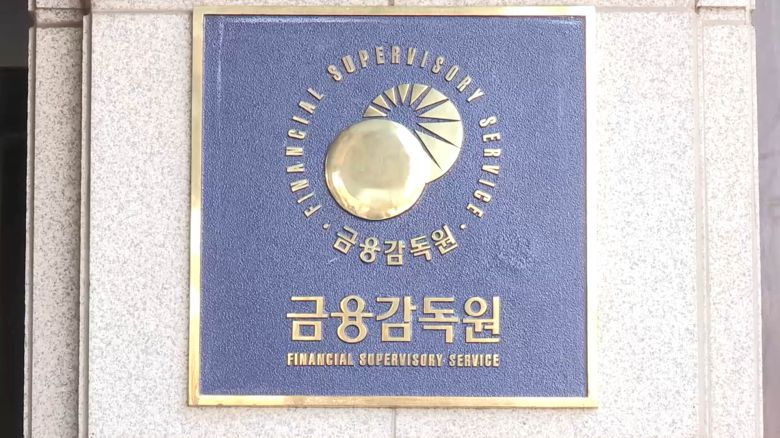 FINANCIAL SUPERVISORY SERVICE
· 금융감독원 ·
금융감독원
FINANCIAL SUPERVISORY SERVICE